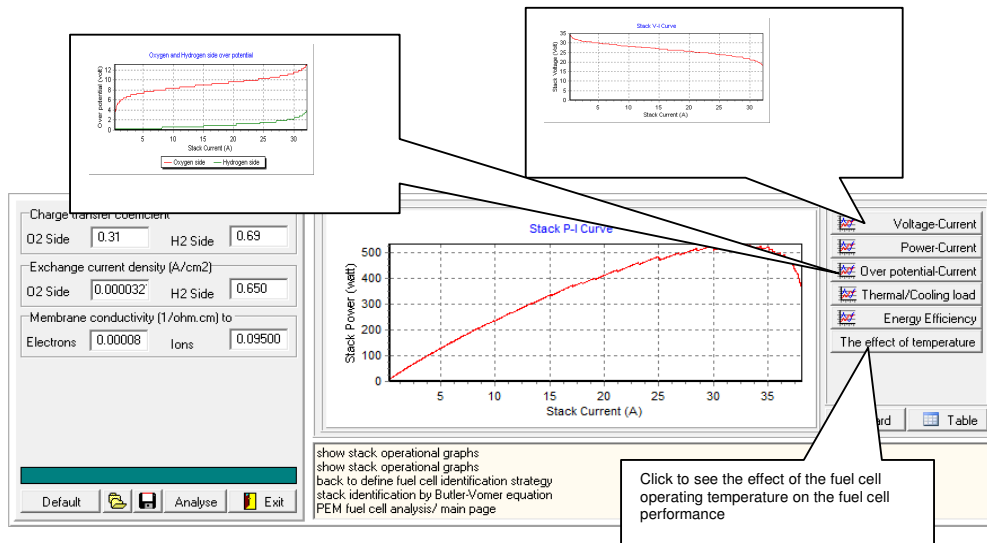 Oxygen and Hydrogen side over potential
Over potential (volt)
12
10
8
6
4
2
0
5 10 15 20 25 30
Stack Current (A)
Oxygen side Hydrogen side
Stack V-I Curve
Stack Voltage (Volt)
35
30
25
20
15
10
5
0
5 10 15 20 25 30
Stack Current (A)
Charge transfer coefficient
O2 Side 0.31 H2 Side 0.69
Exchange current density (A/cm2)
O2 Side 0.000032 H2 Side 0.650
Membrane conductivity (1/ohm.cm) to
Electrons 0.00008 Ions 0.09500
Default Analyse Exit
Stack P-I Curve
Stack Power (watt)
500
400
300
200
100
0
5 10 15 20 25 30 35
Stack Current (A)
Voltage-Current
Power-Current
Over potential-Current
Thermal/Cooling load
Energy Efficiency
The effect of temperature
ard Table
show stack operational graphs
show stack operational graphs
back to define fuel cell identification strategy
stack identification by Butler-Vomer equation
PEM fuel cell analysis/ main page
Click to see the effect of the fuel cell
operating temperature on the fuel cell
performance